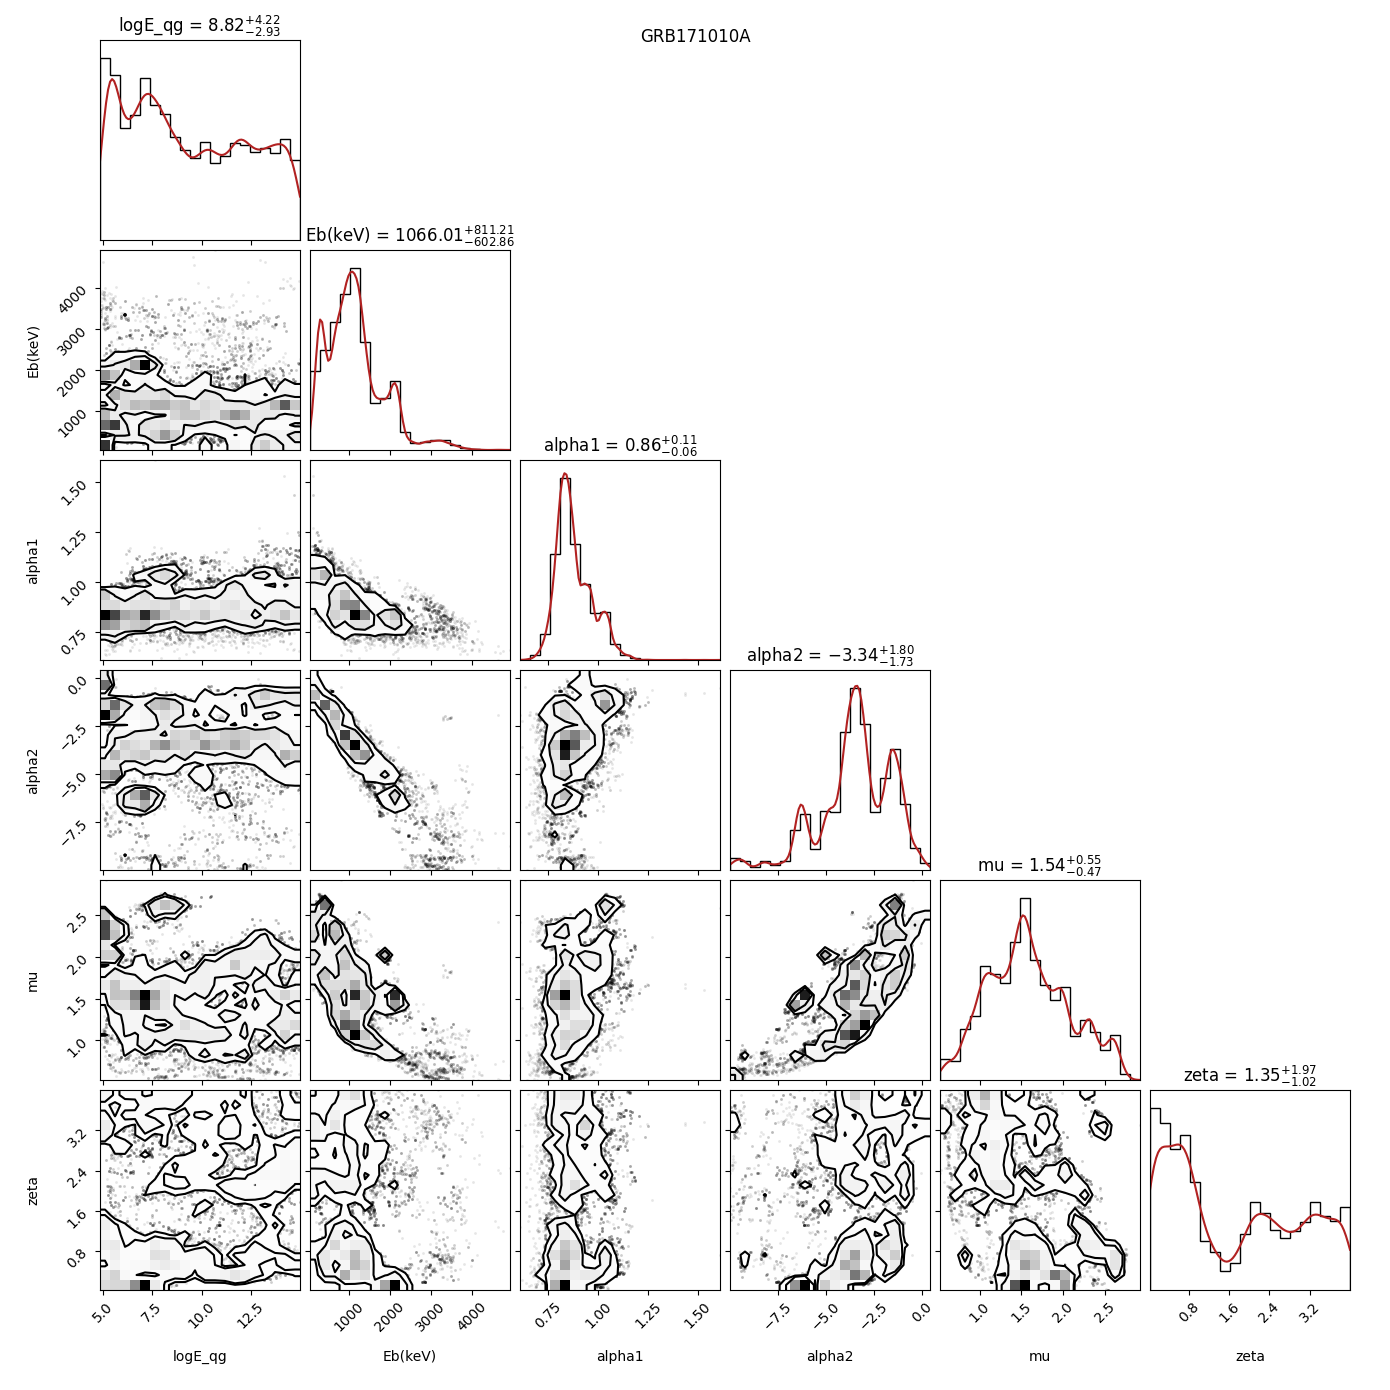 GRB171010A
logE_qg = 8.82$^{+4.22}_{-2.93}$
Eb(keV) = 1066.01$^{+811.21}_{-602.86}$
Eb(keV)
4000
3000
2000
1000
alpha1 = 0.86$^{+0.11}_{-0.06}$
alpha1
1.50
1.25
1.00
0.75
alpha2 = −3.34$^{+1.80}_{-1.73}$
alpha2
0.0
−2.5
−5.0
−7.5
mu = 1.54$^{+0.55}_{-0.47}$
mu
2.5
2.0
1.5
1.0
zeta = 1.35$^{+1.97}_{-1.02}$
zeta
3.2
2.4
1.6
0.8
5.0 7.5 10.0 12.5
1000 2000 3000 4000
0.75 1.00 1.25 1.50
−7.5 −5.0 −2.5 0.0
1.0 1.5 2.0 2.5
0.8 1.6 2.4 3.2
logE_qg
Eb(keV)
alpha1
alpha2
mu
zeta